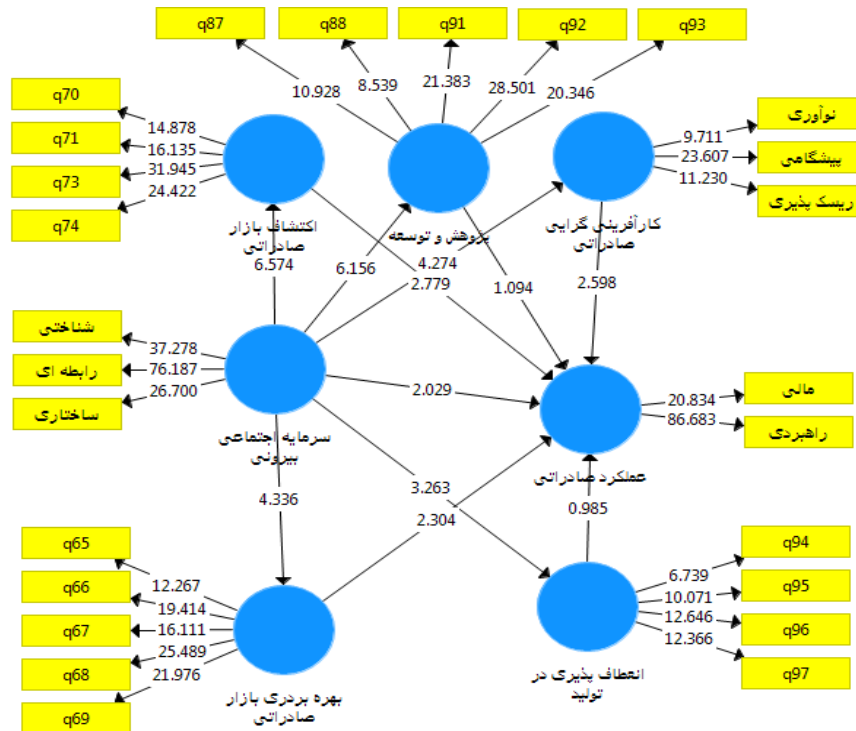 q87
q88
q91
q92
q93
10.928
8.539
21.383
28.501
20.346
q70
q71
q73
q74
14.878
16.135
31.945
24.422
نوآوری
پیشگامی
ریسک پذیری
9.711
23.607
11.230
اکتشاف بازار
صادراتی
پژوهش و توسعه
کارآفرینی گرایی
صادراتی
6.574
6.156
4.274
2.779
1.094
2.598
شناختی
رابطه ای
ساختاری
37.278
76.187
26.700
2.029
مالی
راهبردی
20.834
86.683
سرمایه اجتماعی
بیرونی
عملکرد صادراتی
4.336
3.263
2.304
0.985
q65
q66
q67
q68
q69
12.267
19.414
16.111
25.489
21.976
q94
q95
q96
q97
6.739
10.071
12.646
12.366
بهره بردری بازار
صادراتی
انعطاف پذیری در
تولید